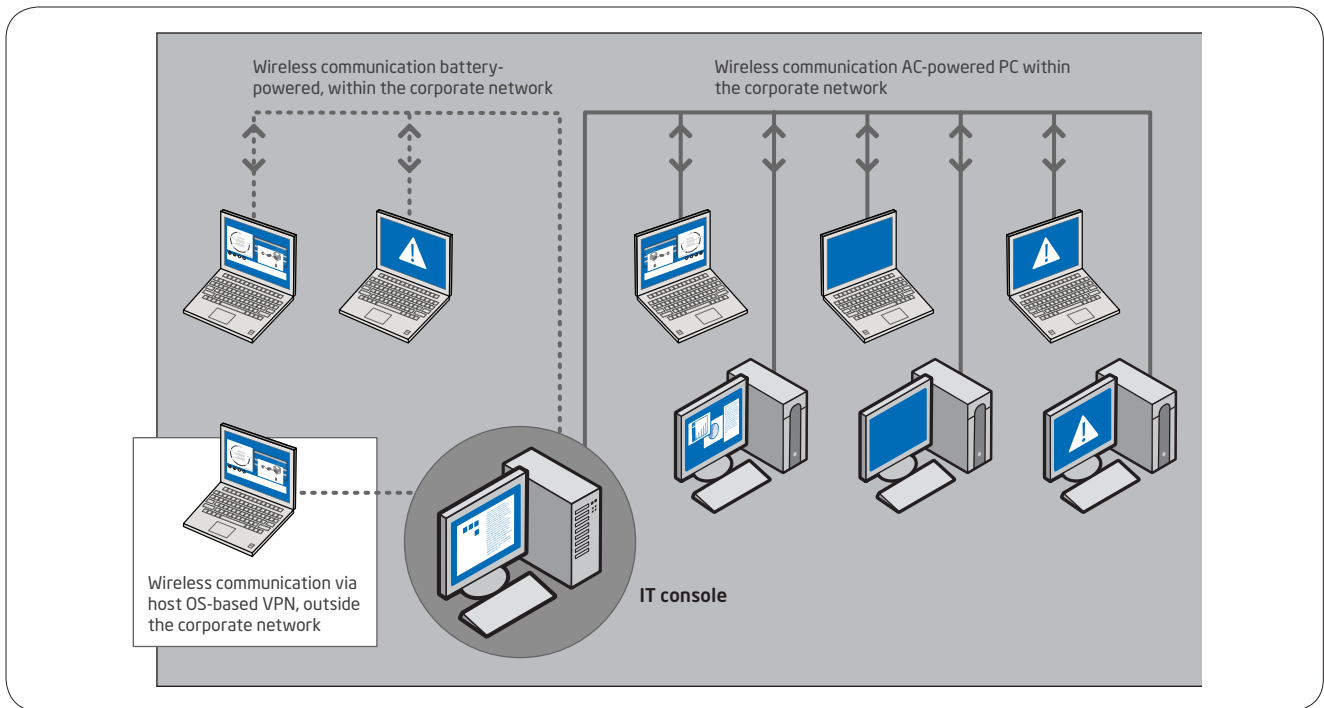 Wireless communication battery-
powered, within the corporate network
Wireless communication AC-powered PC within
the corporate network
Wireless communication via
host OS-based VPN, outside
the corporate network
IT console